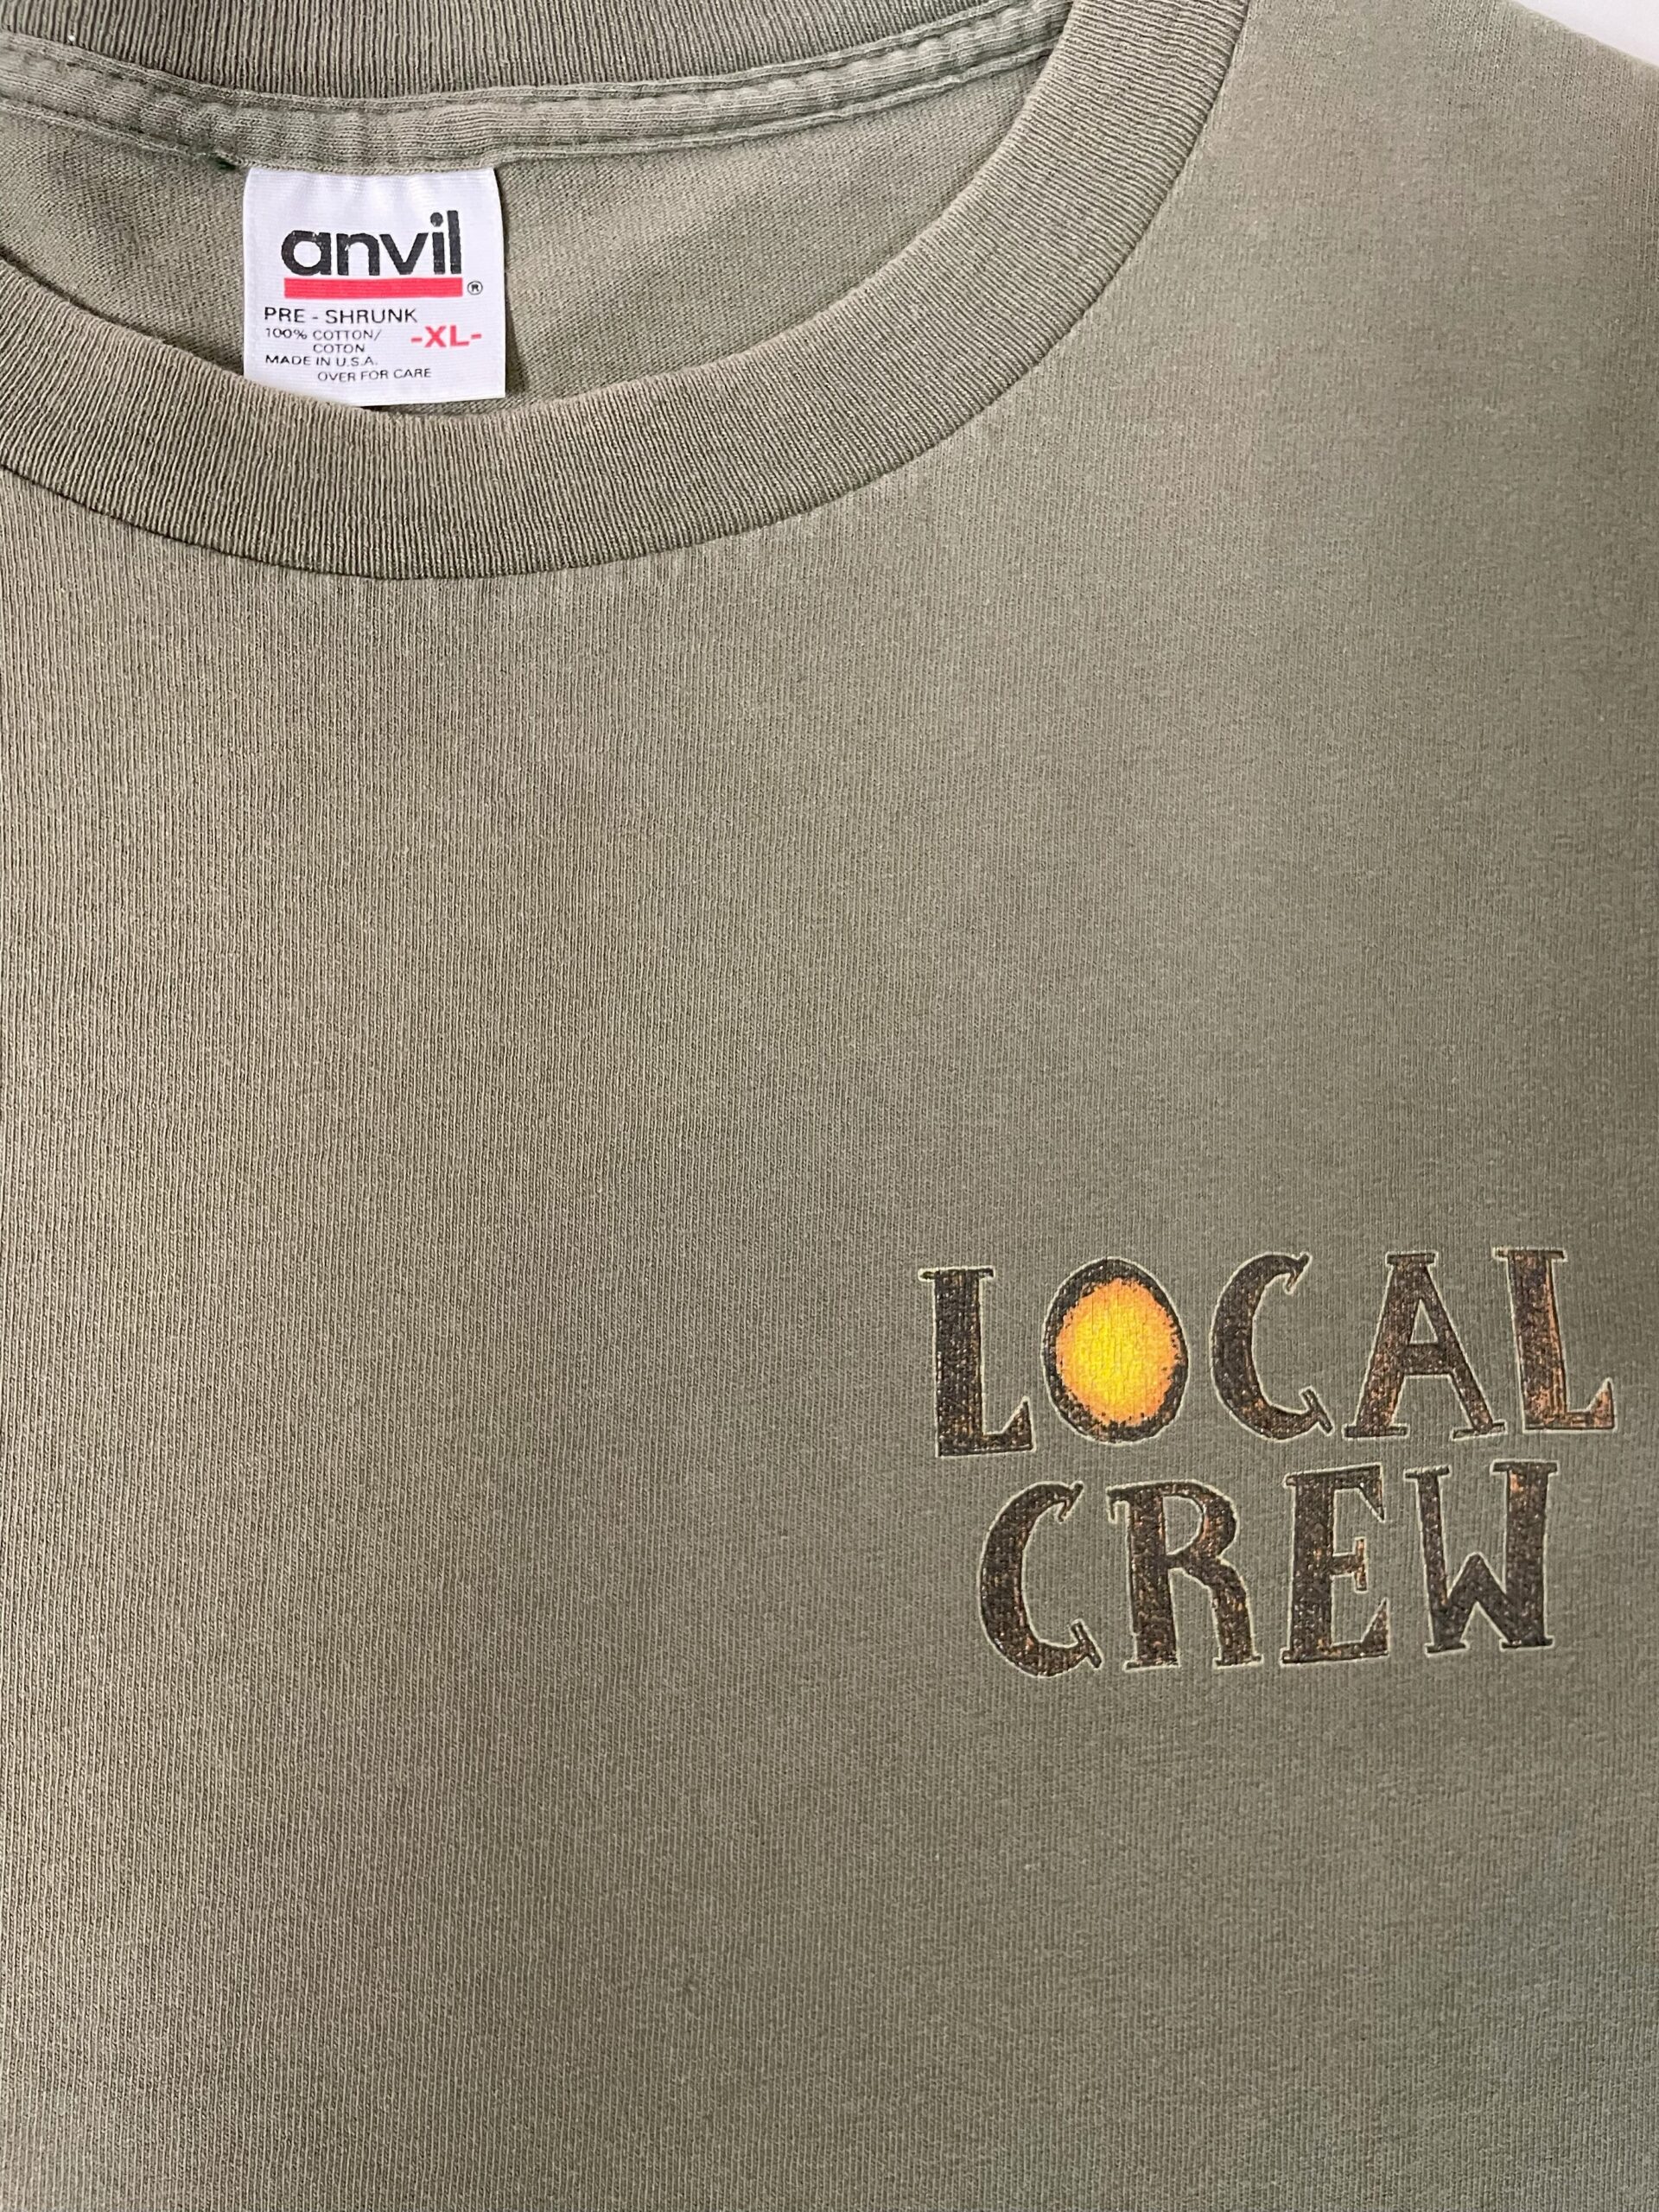 anvil®
PRE - SHRUNK
100% COTTON/
COTON
-XL-
MADE IN U.S.A.
OVER FOR CARE
LOCAL
CREW